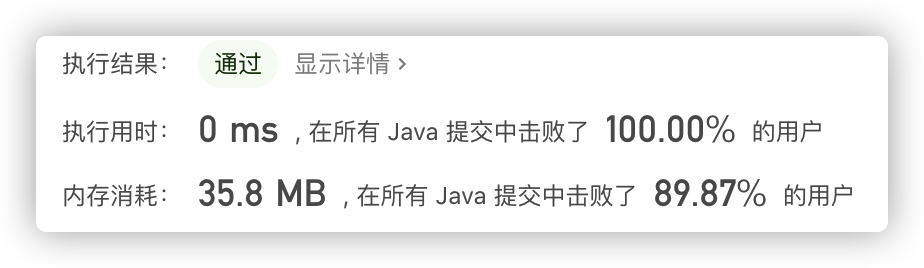 执行结果： 通过 显示详情 >
执行用时： 0 ms , 在所有 Java 提交中击败了 100.00% 的用户
内存消耗： 35.8 MB , 在所有 Java 提交中击败了 89.87% 的用户